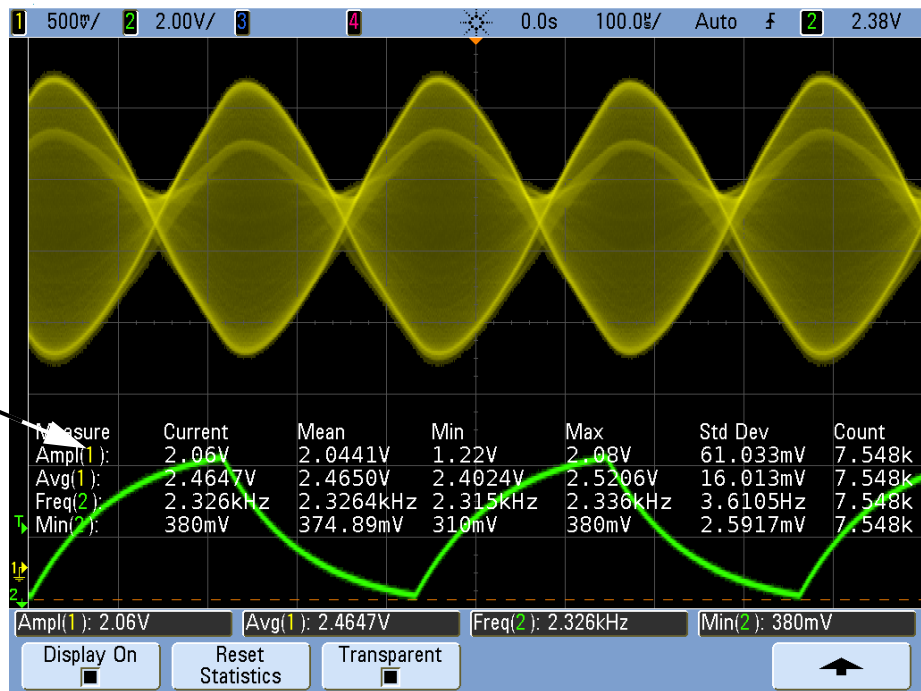 1 500mV/ 2 2.00V/ 3 4 0.0s 100.0µs/ Auto 2 2.38V
Measure Current Mean Min Max Std Dev Count
Ampl(1): 2.06V 2.0441V 1.22V 2.08V 61.033mV 7.548k
Avg(1): 2.4647V 2.4650V 2.4024V 2.5206V 16.013mV 7.548k
Freq(2): 2.326kHz 2.3264kHz 2.315kHz 2.336kHz 3.6105Hz 7.548k
Min(2): 380mV 374.89mV 310mV 380mV 2.5917mV 7.548k
T
1
2
Ampl(1): 2.06V Avg(1): 2.4647V Freq(2): 2.326kHz Min(2): 380mV
Display On Reset Statistics Transparent